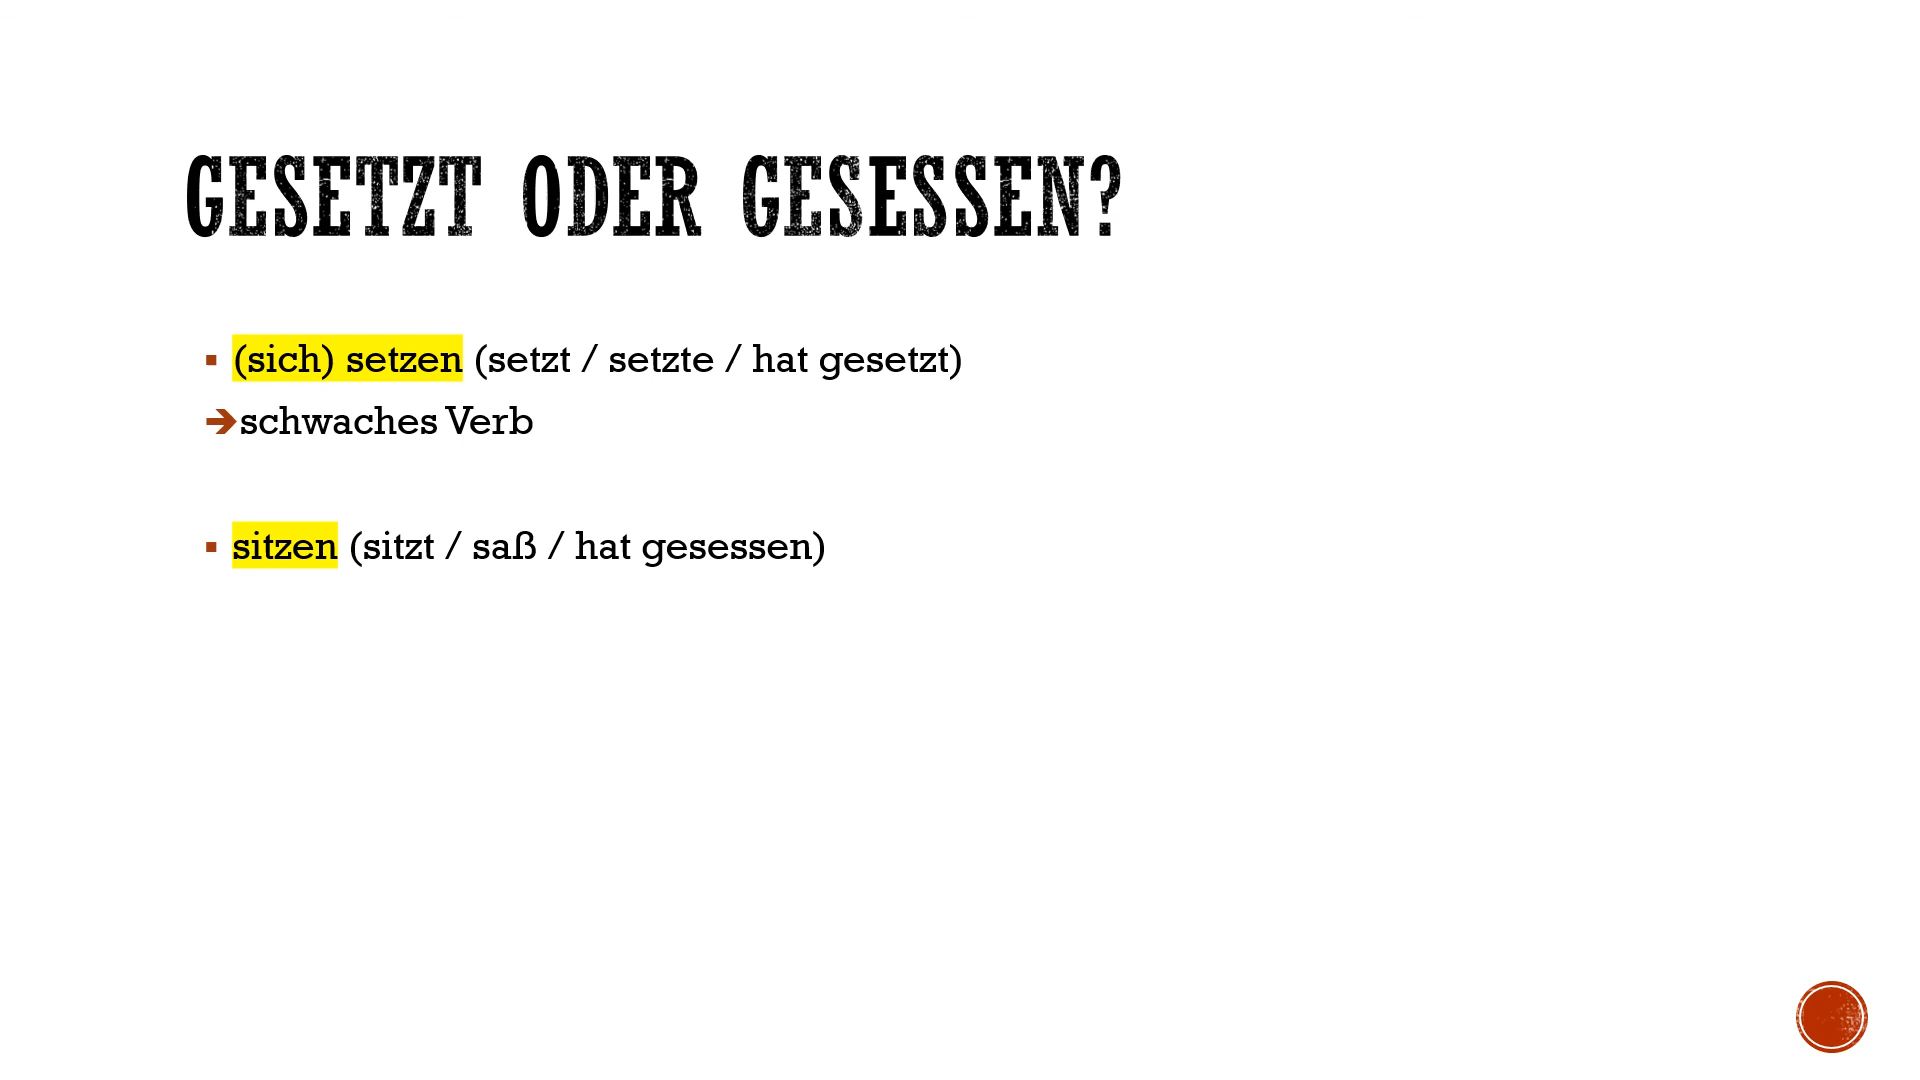 GESETZT ODER GESESSEN?
▪ (sich) setzen (setzt / setzte / hat gesetzt)
➔schwaches Verb
▪ sitzen (sitzt / saß / hat gesessen)